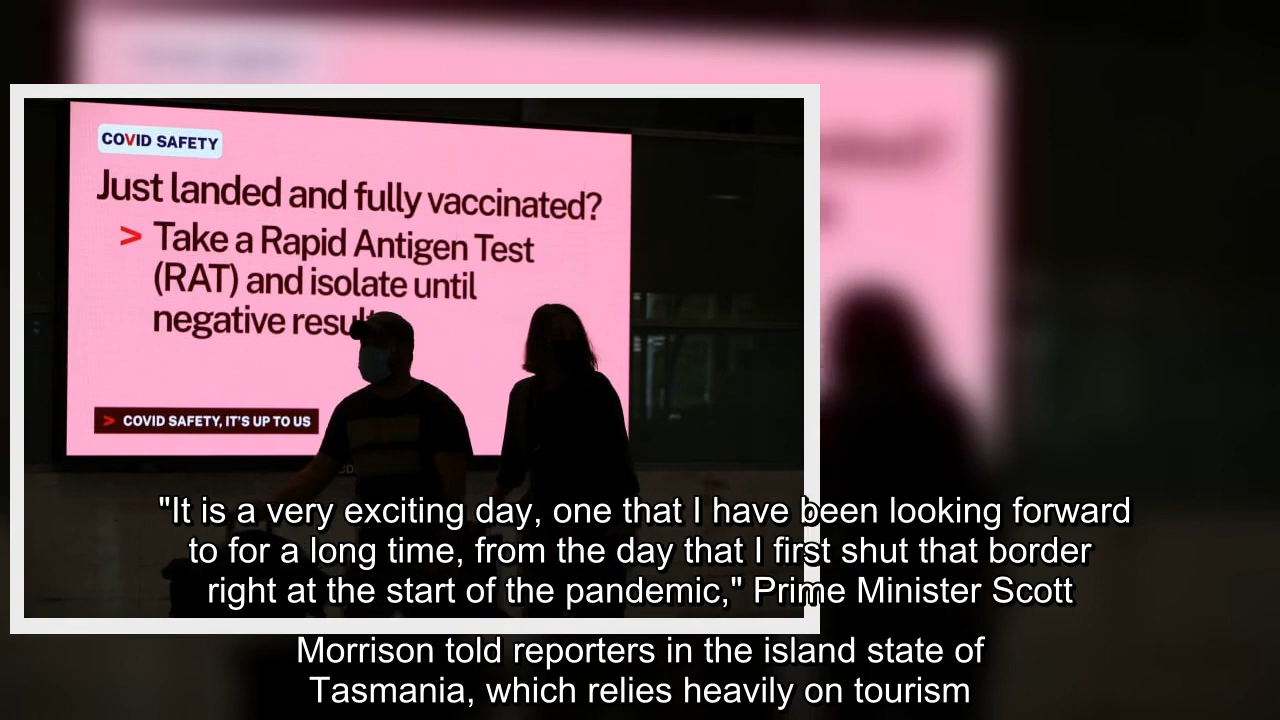 COVID SAFETY
Just landed and fully vaccinated?
> Take a Rapid Antigen Test
(RAT) and isolate until
negative result
> COVID SAFETY, IT'S UP TO US
"It is a very exciting day, one that I have been looking forward
to for a long time, from the day that I first shut that border
right at the start of the pandemic," Prime Minister Scott
Morrison told reporters in the island state of
Tasmania, which relies heavily on tourism